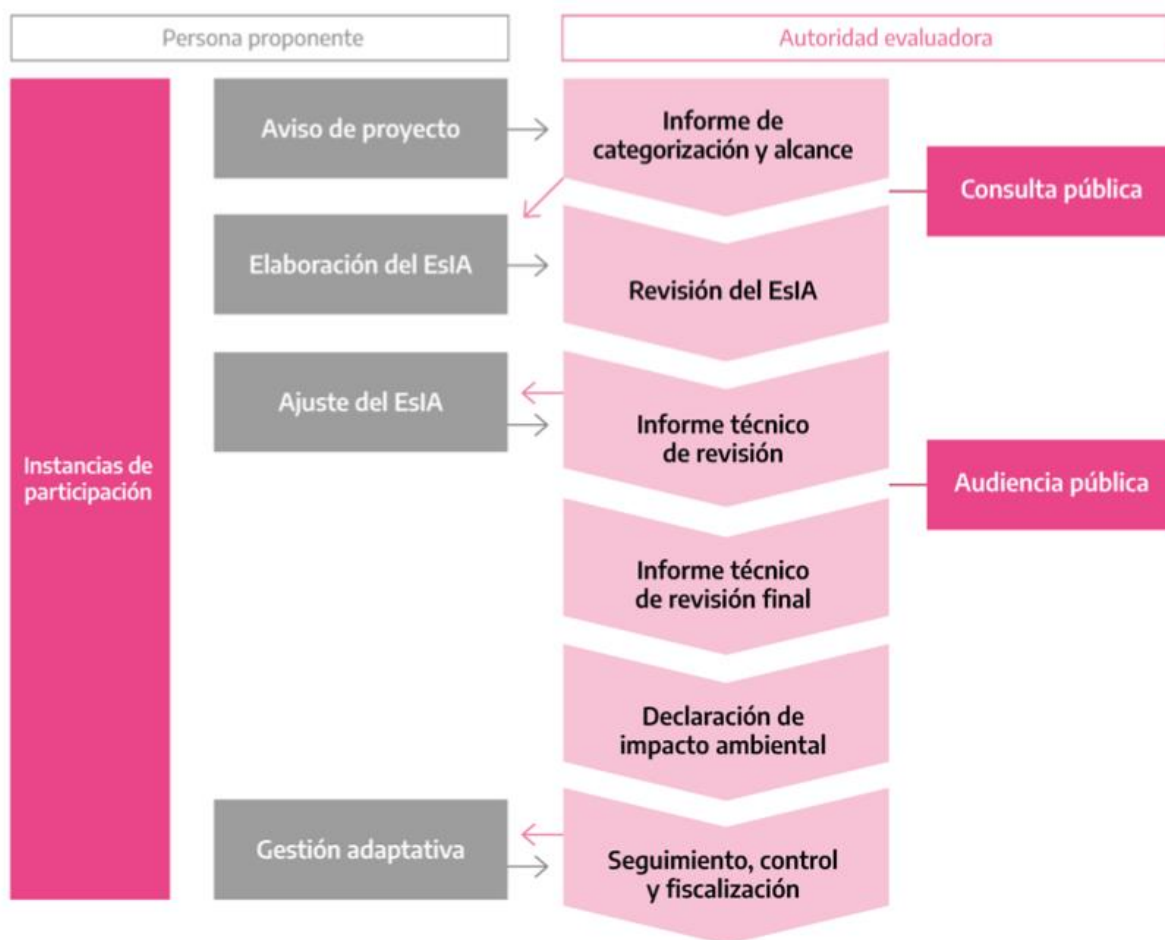 Persona proponente
Autoridad evaluadora
Instancias de
participación
Aviso de proyecto
Informe de
categorización y alcance
Consulta pública
Elaboración del EsIA
Revisión del EsIA
Ajuste del EsIA
Informe técnico
de revisión
Audiencia pública
Informe técnico
de revisión final
Declaración de
impacto ambiental
Gestión adaptativa
Seguimiento, control
y fiscalización